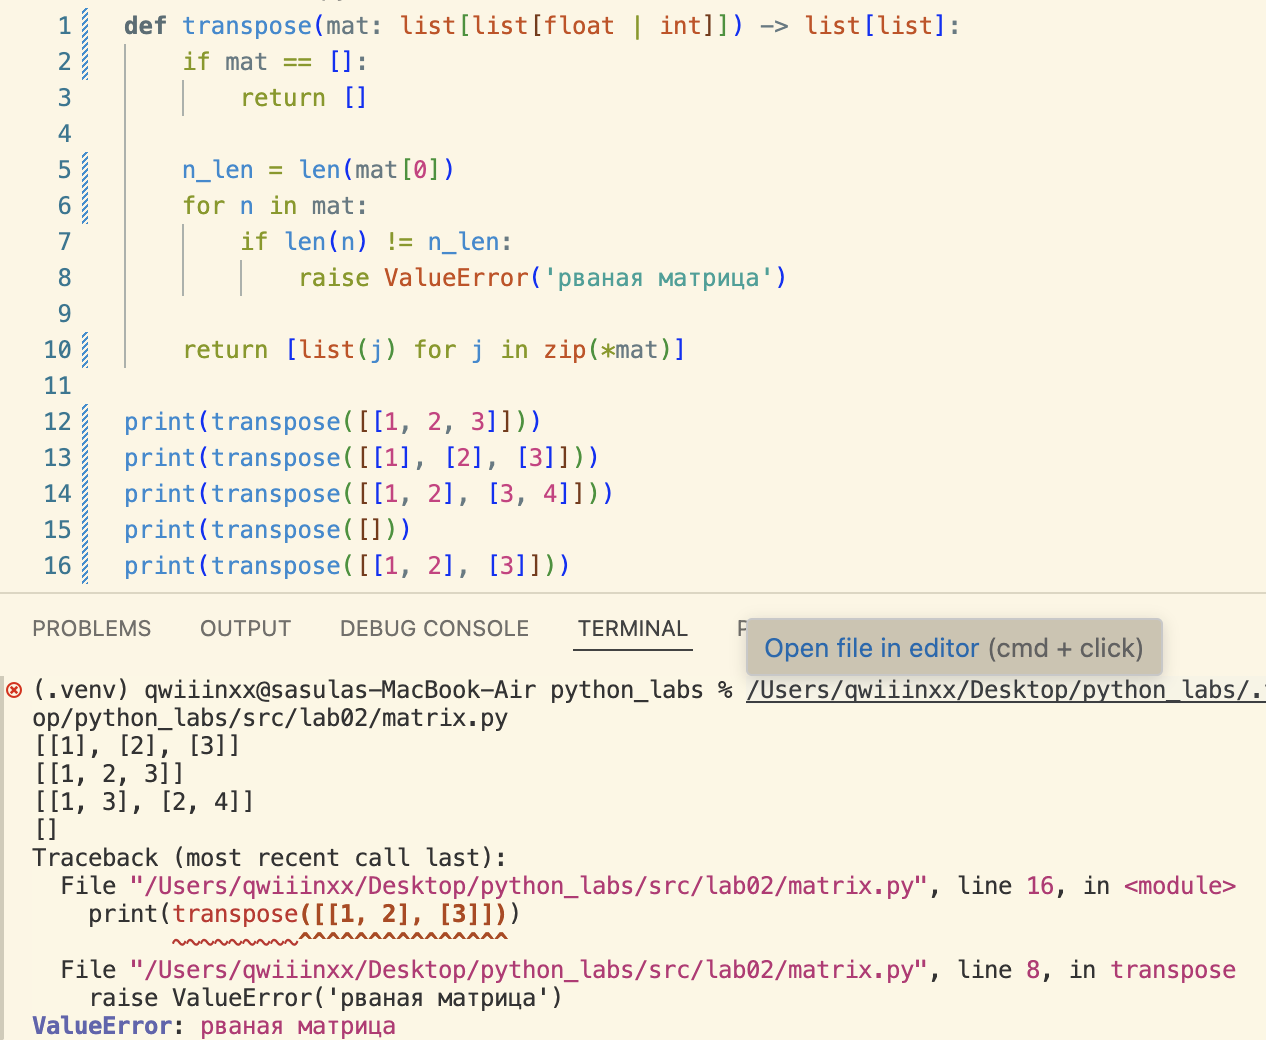 1 def transpose(mat: list[list[float | int]]) -> list[list]:
2 if mat == []:
3 return []
4
5 n_len = len(mat[0])
6 for n in mat:
7 if len(n) != n_len:
8 raise ValueError('рваная матрица')
9
10 return [list(j) for j in zip(*mat)]
11
12 print(transpose([[1, 2, 3]]))
13 print(transpose([[1], [2], [3]]))
14 print(transpose([[1, 2], [3, 4]]))
15 print(transpose([]))
16 print(transpose([[1, 2], [3]]))
PROBLEMS OUTPUT DEBUG CONSOLE TERMINAL
Open file in editor (cmd + click)
(.venv) qwiiinxx@sasulas-MacBook-Air python_labs % /Users/qwiiinxx/Desktop/python_labs/.
op/python_labs/src/lab02/matrix.py
[[1], [2], [3]]
[[1, 2, 3]]
[[1, 3], [2, 4]]
[]
Traceback (most recent call last):
File "/Users/qwiiinxx/Desktop/python_labs/src/lab02/matrix.py", line 16, in <module>
print(transpose([[1, 2], [3]]))
~~~~~~~~~^^^^^^^^^^^^^^^
File "/Users/qwiiinxx/Desktop/python_labs/src/lab02/matrix.py", line 8, in transpose
raise ValueError('рваная матрица')
ValueError: рваная матрица